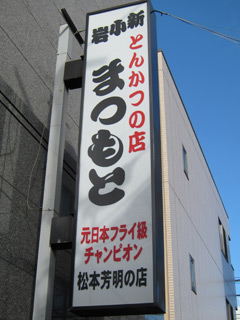 岩小新
とんかつの店
まつもと
元日本フライ級
チャンピオン
松本芳明の店